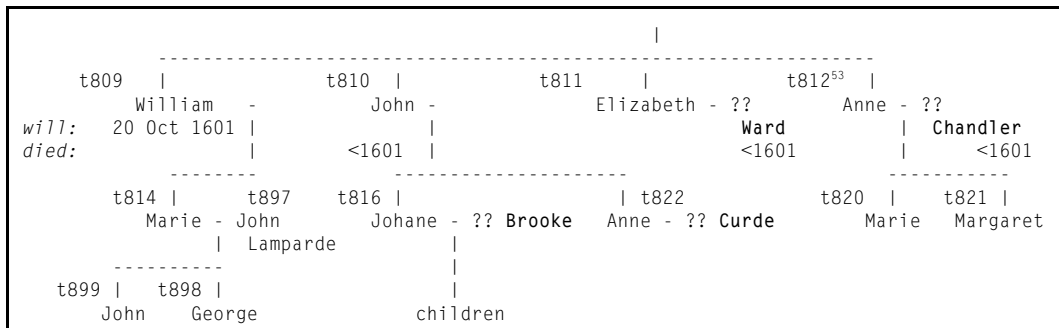 t809 t810 t811 t812⁵³
William - John - Elizabeth - ?? Anne - ??
will: 20 Oct 1601 Ward Chandler
died: <1601 <1601 <1601
t814 t897 t816 t822 t820 t821
Marie - John Johane - ?? Brooke Anne - ?? Curde Marie Margaret
Lamparde
t899 t898
John George children